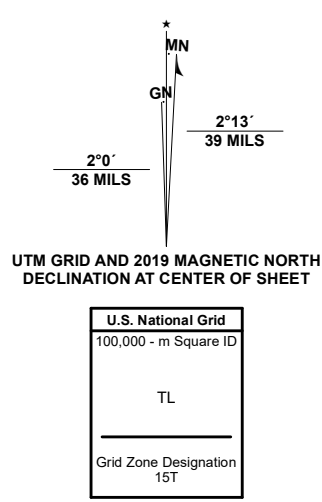 ★
MN
GN
2°13´
39 MILS
2°0´
36 MILS
UTM GRID AND 2019 MAGNETIC NORTH
DECLINATION AT CENTER OF SHEET
U.S. National Grid
100,000 - m Square ID
TL
Grid Zone Designation
15T